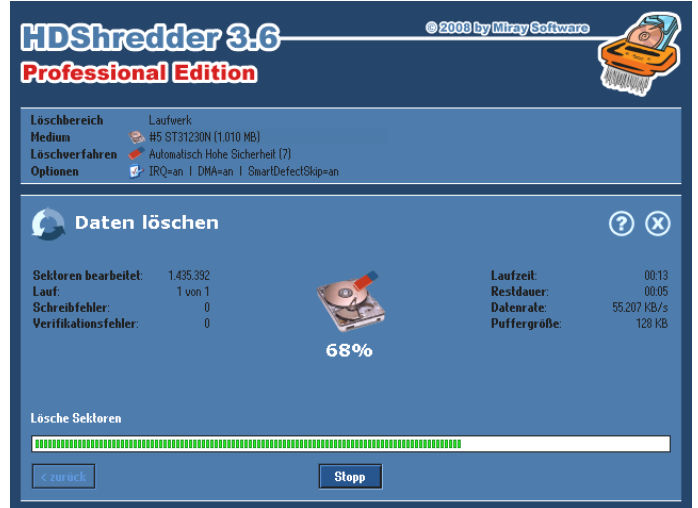 HDShredder 3.6
© 2008 by Miray Software
Professional Edition
Löschbereich Laufwerk
Medium #5 ST31230N (1.010 MB)
Löschverfahren Automatisch Hohe Sicherheit (7)
Optionen IRQ=an | DMA=an | SmartDefectSkip=an
Daten löschen
? X
Sektoren bearbeitet: 1.435.392
Lauf: 1 von 1
Schreibfehler: 0
Verifikationsfehler: 0
68%
Laufzeit: 00:13
Restdauer: 00:05
Datenrate: 55.207 KB/s
Puffergröße: 128 KB
Lösche Sektoren
< zurück
Stopp